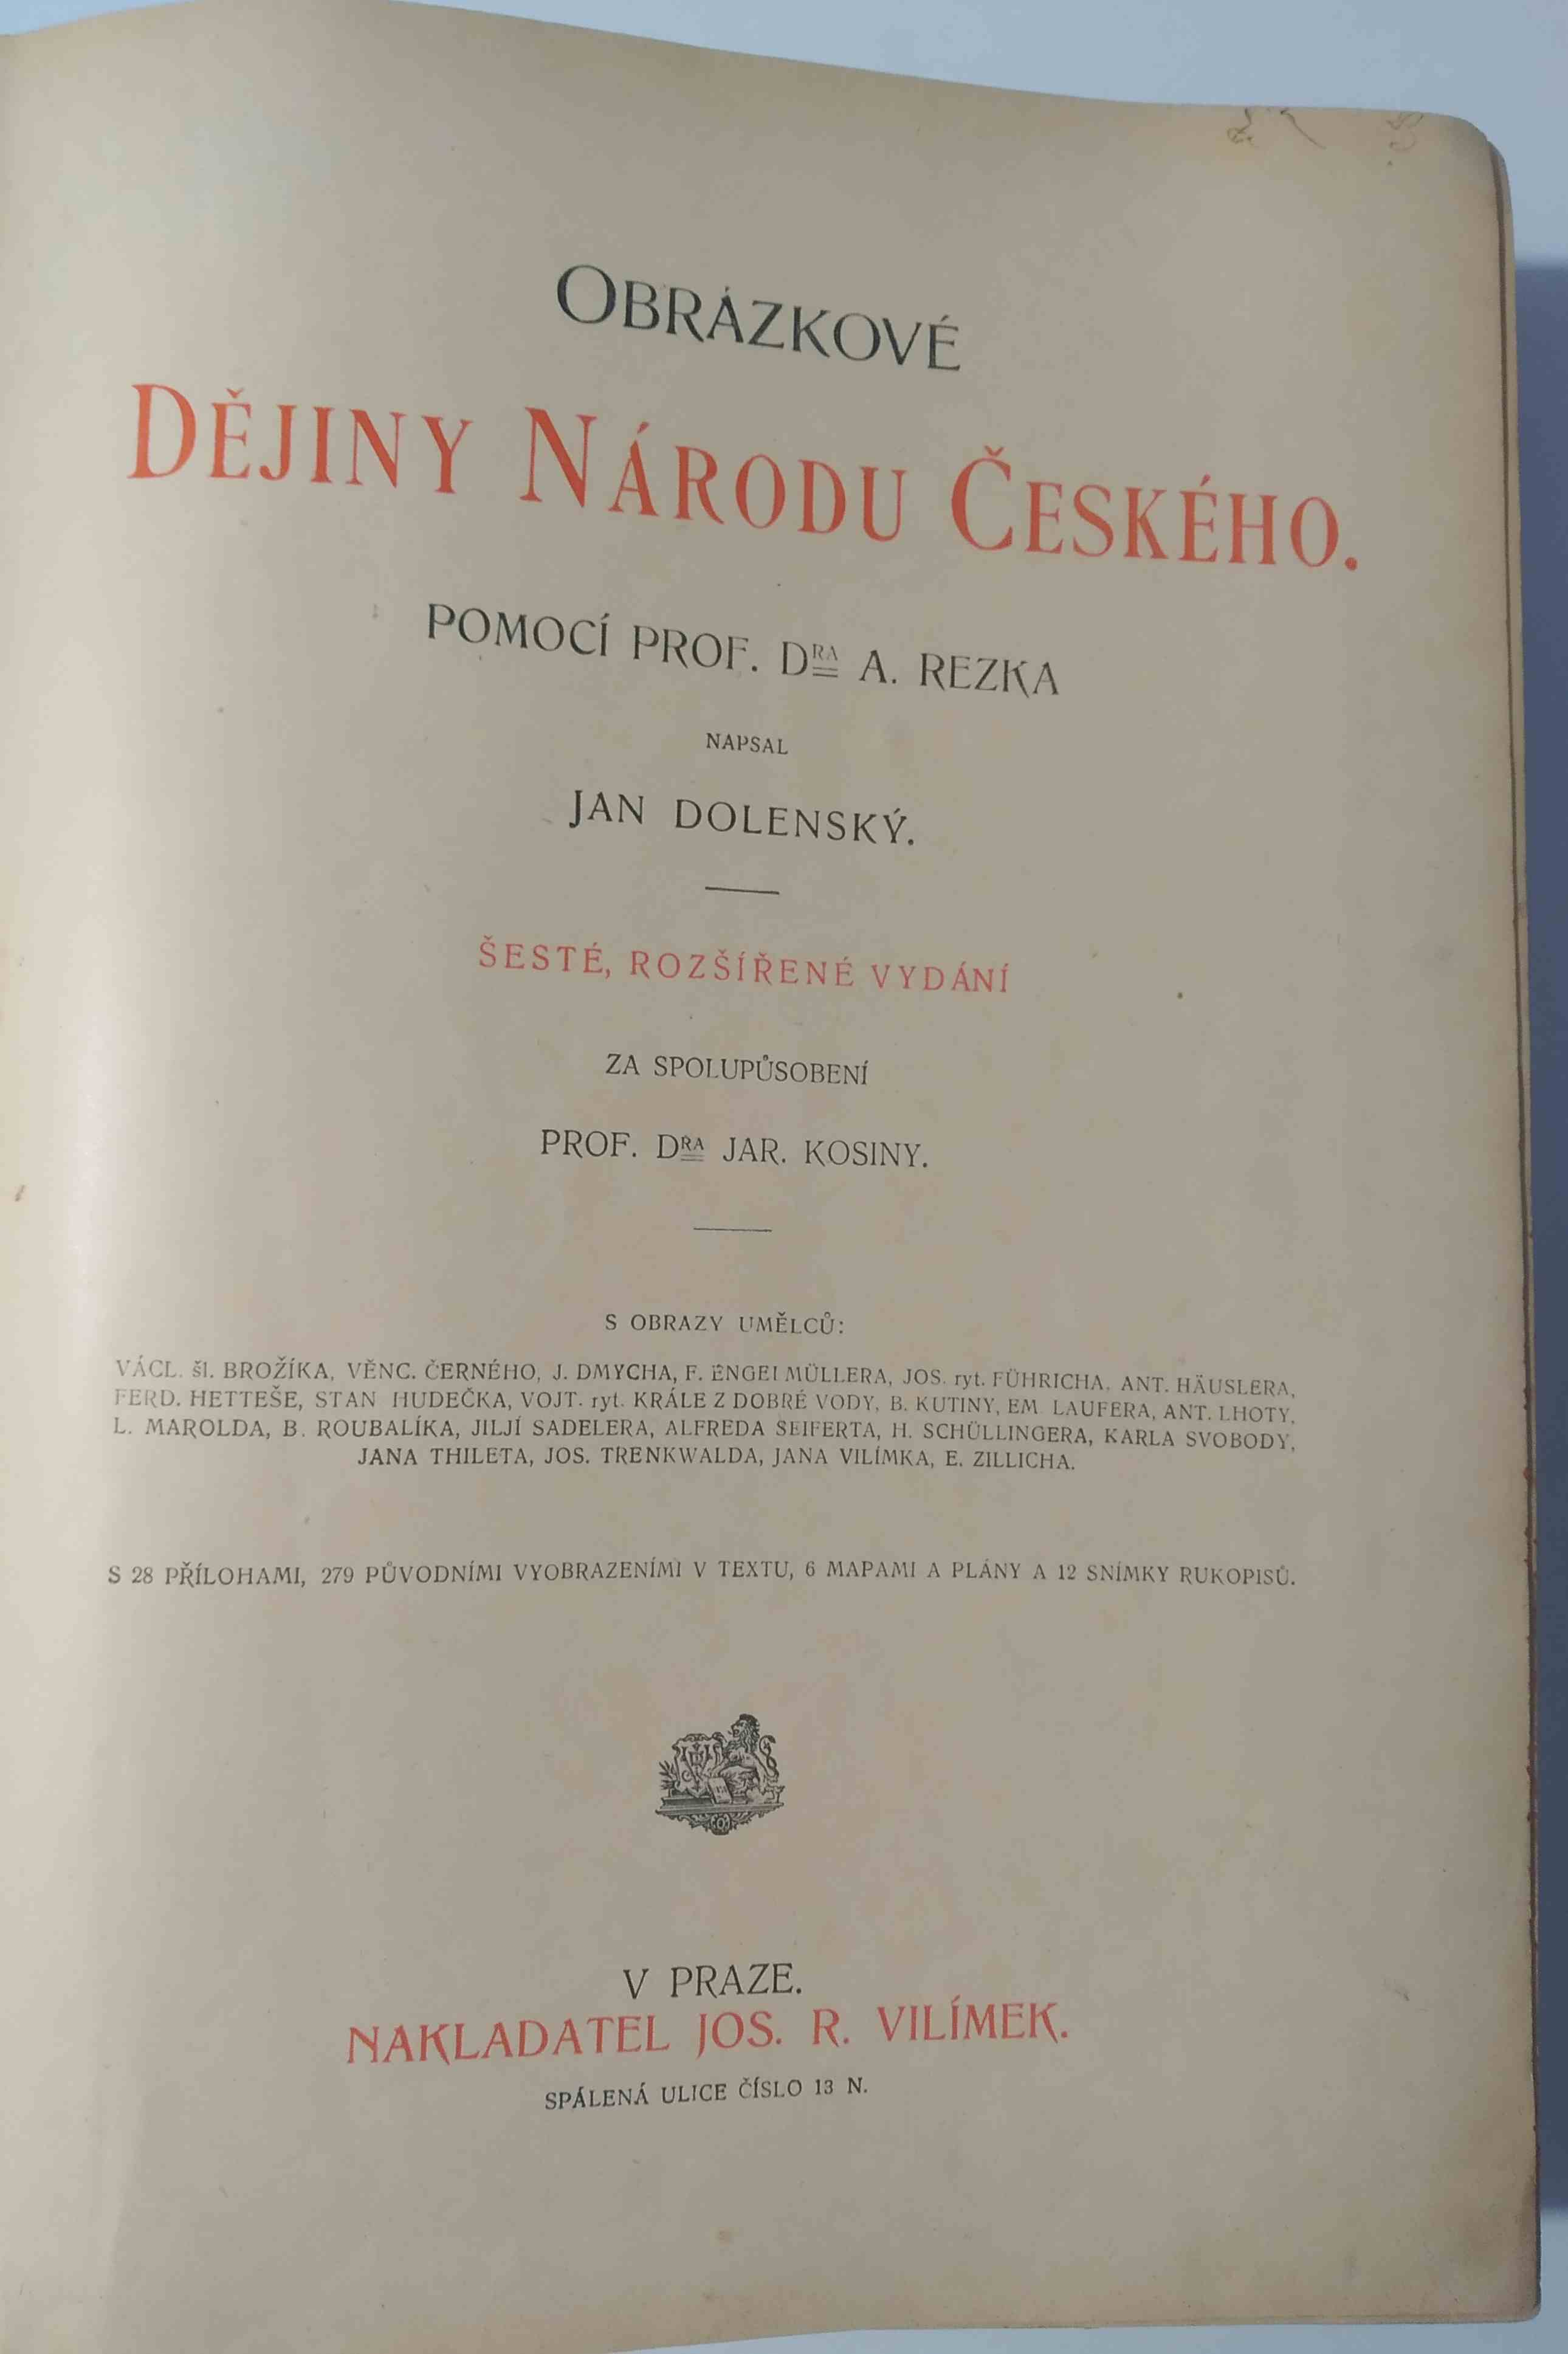 OBRÁZKOVÉ
DĚJINY NÁRODU ČESKÉHO.
POMOCÍ PROF. DRA A. REZKA
NAPSAL
JAN DOLENSKÝ.
ŠESTÉ, ROZŠÍŘENÉ VYDÁNÍ
ZA SPOLUPŮSOBENÍ
PROF. DRA JAR. KOSINY.
S OBRAZY UMĚLCŮ:
VÁCL. šl. BROŽÍKA, VĚNC. ČERNÉHO, J. DMYCHA, F. ENGELMÜLLERA, JOS. ryt. FÜHRICHA, ANT. HÄUSLERA,
FERD. HETTEŠE, STAN HUDEČKA, VOJT. ryt. KRÁLE Z DOBRÉ VODY, B. KUTINY, EM. LAUFERA, ANT. LHOTY,
L. MAROLDA, B. ROUBALÍKA, JILJÍ SADELERA, ALFREDA SEIFERTA, H. SCHÜLLINGERA, KARLA SVOBODY,
JANA THILETA, JOS. TRENKWALDA, JANA VILÍMKA, E. ZILLICHA.
S 28 PŘÍLOHAMI, 279 PŮVODNÍMI VYOBRAZENÍMI V TEXTU, 6 MAPAMI A PLÁNY A 12 SNÍMKY RUKOPISŮ.
V PRAZE.
NAKLADATEL JOS. R. VILÍMEK.
SPÁLENÁ ULICE ČÍSLO 13 N.